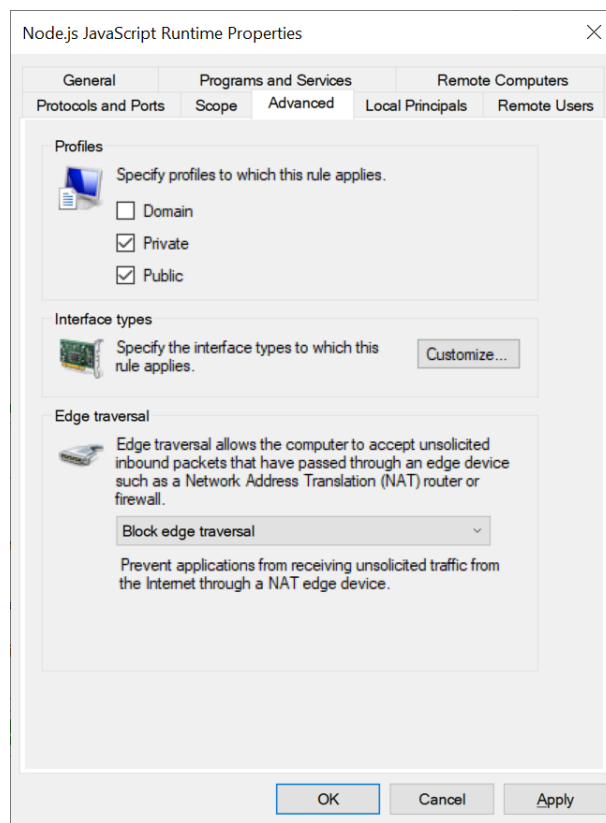 Node.js JavaScript Runtime Properties
General
Programs and Services
Remote Computers
Protocols and Ports
Scope
Advanced
Local Principals
Remote Users
Profiles
Specify profiles to which this rule applies.
Domain
Private
Public
Interface types
Specify the interface types to which this
rule applies.
Customize...
Edge traversal
Edge traversal allows the computer to accept unsolicited
inbound packets that have passed through an edge device
such as a Network Address Translation (NAT) router or
firewall.
Block edge traversal
Prevent applications from receiving unsolicited traffic from
the Internet through a NAT edge device.
OK
Cancel
Apply